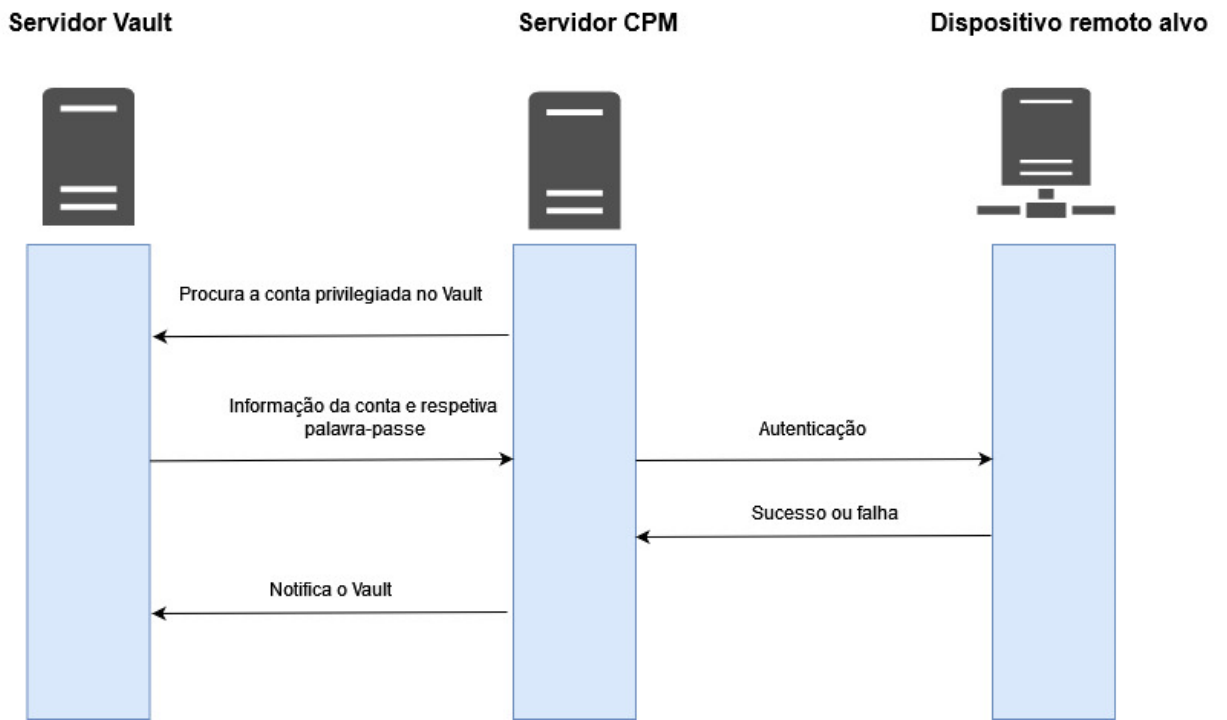 Servidor Vault
Servidor CPM
Dispositivo remoto alvo
Procura a conta privilegiada no Vault
Informação da conta e respetiva
palavra-passe
Autenticação
Sucesso ou falha
Notifica o Vault